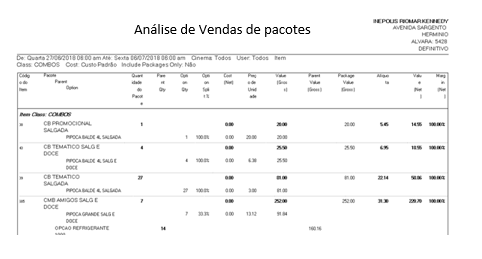 Análise de Vendas de pacotes
INEPOLIS RIOMAR KENNEDY
AVENIDA SARGENTO
HERMINIO
ALVARA: 5428
DEFINITIVO
De: Quarta 27/06/2018 06:00 am Até: Sexta 06/07/2018 06:00 am Cinema: Todos User: Todos Item
Class: COMBOS Cost: Custo Padrão Include Packages Only: Não
Códig Pacote Quant Pare Opti Opti Cost Preç Value Parent Package Alíquo Valu Marg
o do Parent idade nt on on (Net) o de (Gros Value Value ta e in
Item Option do Qty Qty Spli Unid s) (Gross) (Gross) (Net (Net
Pacot t % ade ) )
e
Item Class: COMBOS
CB PROMOCIONAL 1 0.00 20.00 20.00 5.45 14.55 100.00%
SALGADA
PIPOCA BALDE 4L SALGADA 1 100.0% 0.00 20.00 20.00
CB TEMATICO SALG E 4 0.00 25.50 25.50 6.95 18.55 100.00%
DOCE
PIPOCA BALDE 4L SALG E 4 100.0% 0.00 6.38 25.50
DOCE
CB TEMATICO 27 0.00 81.00 81.00 22.14 58.86 100.00%
SALGADA
PIPOCA BALDE 4L SALGADA 27 100.0% 0.00 3.00 81.00
CMB AMIGOS SALG E 7 0.00 252.00 252.00 31.30 220.70 100.00%
DOCE
PIPOCA GRANDE SALG E 7 33.3% 0.00 13.12 91.84
DOCE
OPCAO REFRIGERANTE 14 160.16